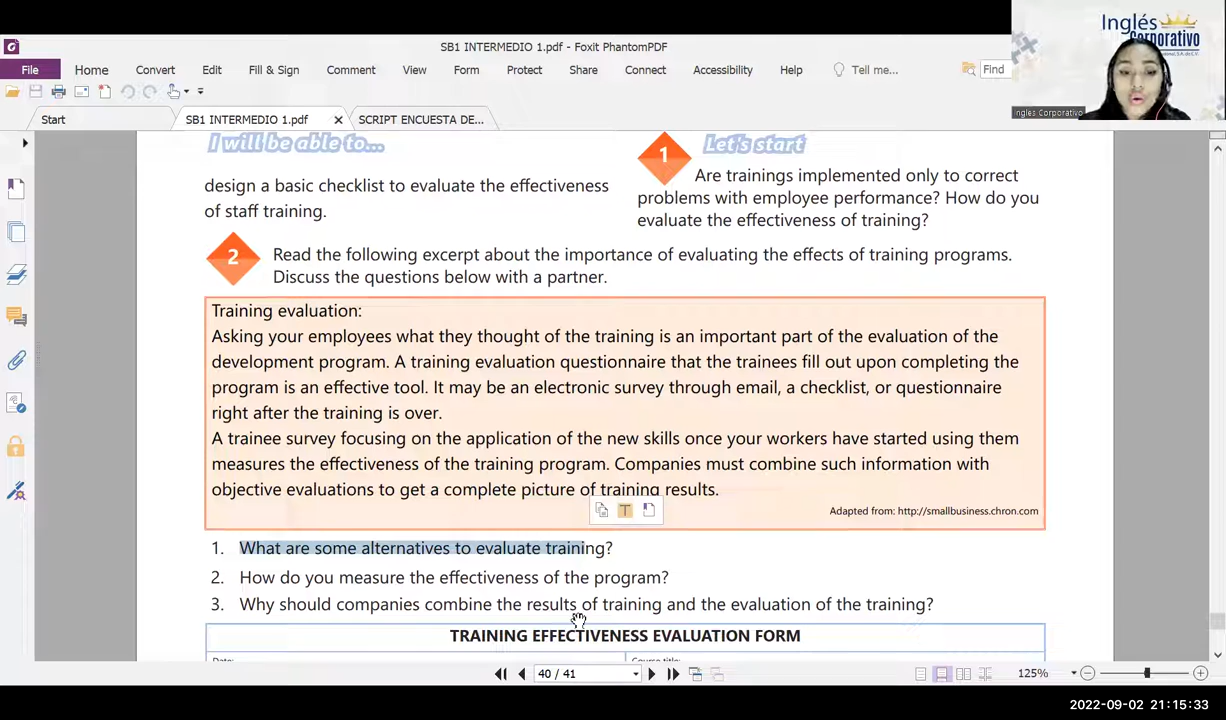 SB1 INTERMEDIO 1.pdf - Foxit PhantomPDF
Inglés
Corporativo
File Home Convert Edit Fill & Sign Comment View Form Protect Share Connect Accessibility Help Tell me... Find
Ingles Corporativo
Start SB1 INTERMEDIO 1.pdf SCRIPT ENCUESTA DE...
I will be able to...
design a basic checklist to evaluate the effectiveness
of staff training.
1 Let's start
Are trainings implemented only to correct
problems with employee performance? How do you
evaluate the effectiveness of training?
2 Read the following excerpt about the importance of evaluating the effects of training programs.
Discuss the questions below with a partner.
Training evaluation:
Asking your employees what they thought of the training is an important part of the evaluation of the
development program. A training evaluation questionnaire that the trainees fill out upon completing the
program is an effective tool. It may be an electronic survey through email, a checklist, or questionnaire
right after the training is over.
A trainee survey focusing on the application of the new skills once your workers have started using them
measures the effectiveness of the training program. Companies must combine such information with
objective evaluations to get a complete picture of training results.
Adapted from: http://smallbusiness.chron.com
1. What are some alternatives to evaluate training?
2. How do you measure the effectiveness of the program?
3. Why should companies combine the results of training and the evaluation of the training?
TRAINING EFFECTIVENESS EVALUATION FORM
Date: Course title:
40 / 41
125%
2022-09-02 21:15:33